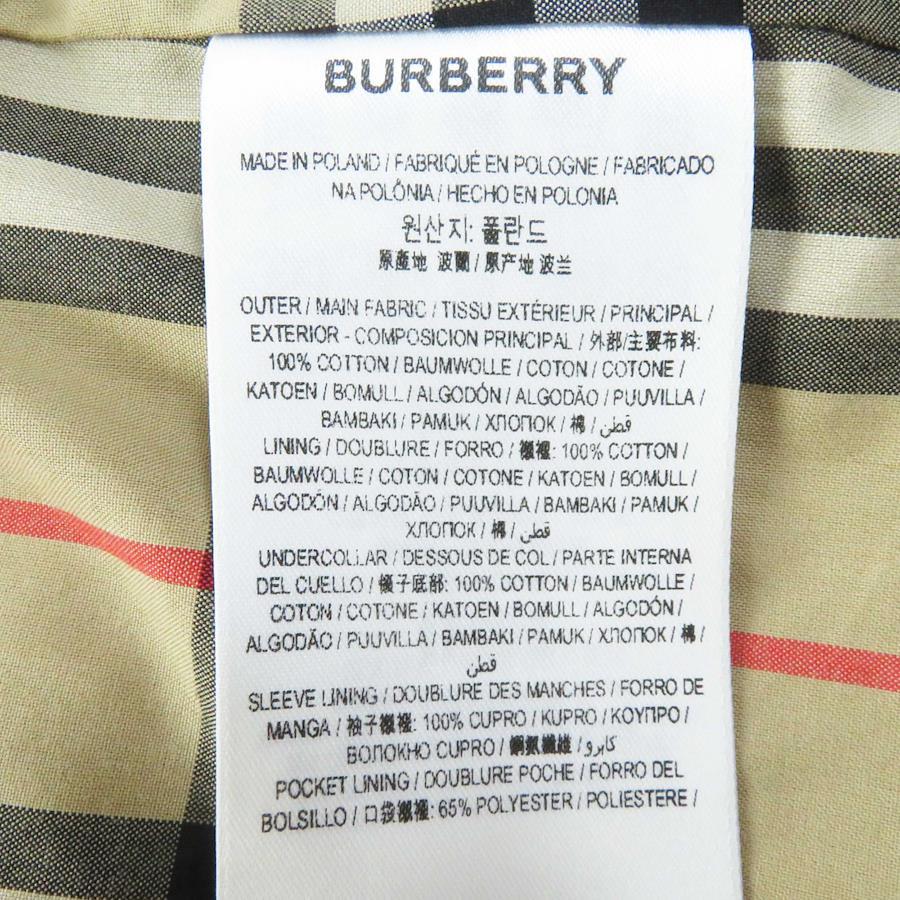 BURBERRY
MADE IN POLAND / FABRIQUÉ EN POLOGNE / FABRICADO
NA POLÔNIA / HECHO EN POLONIA
원산지: 폴란드
原產地 波蘭 / 原产地 波兰
OUTER / MAIN FABRIC / TISSU EXTÉRIEUR / PRINCIPAL /
EXTERIOR - COMPOSICION PRINCIPAL / 外部/主要布料:
100% COTTON / BAUMWOLLE / COTON / COTONE /
KATOEN / BOMULL / ALGODÓN / ALGODÃO / PUUVILLA /
BAMBAKI / PAMUK / ХЛОПОК / 棉 / قطن
LINING / DOUBLURE / FORRO / 襯裡: 100% COTTON /
BAUMWOLLE / COTON / COTONE / KATOEN / BOMULL /
ALGODÓN / ALGODÃO / PUUVILLA / BAMBAKI / PAMUK /
ХЛОПОК / 棉 / قطن
UNDERCOLLAR / DESSOUS DE COL / PARTE INTERNA
DEL CUELLO / 領子底部: 100% COTTON / BAUMWOLLE /
COTON / COTONE / KATOEN / BOMULL / ALGODÓN /
ALGODÃO / PUUVILLA / BAMBAKI / PAMUK / ХЛОПОК / 棉 /
قطن
SLEEVE LINING / DOUBLURE DES MANCHES / FORRO DE
MANGA / 袖子襯裡: 100% CUPRO / KUPRO / ΚΟΥΠΡΟ /
ВОЛОКНО CUPRO / 銅氨纖維 / كابرو
POCKET LINING / DOUBLURE POCHE / FORRO DEL
BOLSILLO / 口袋襯裡: 65% POLYESTER / POLIESTERE /